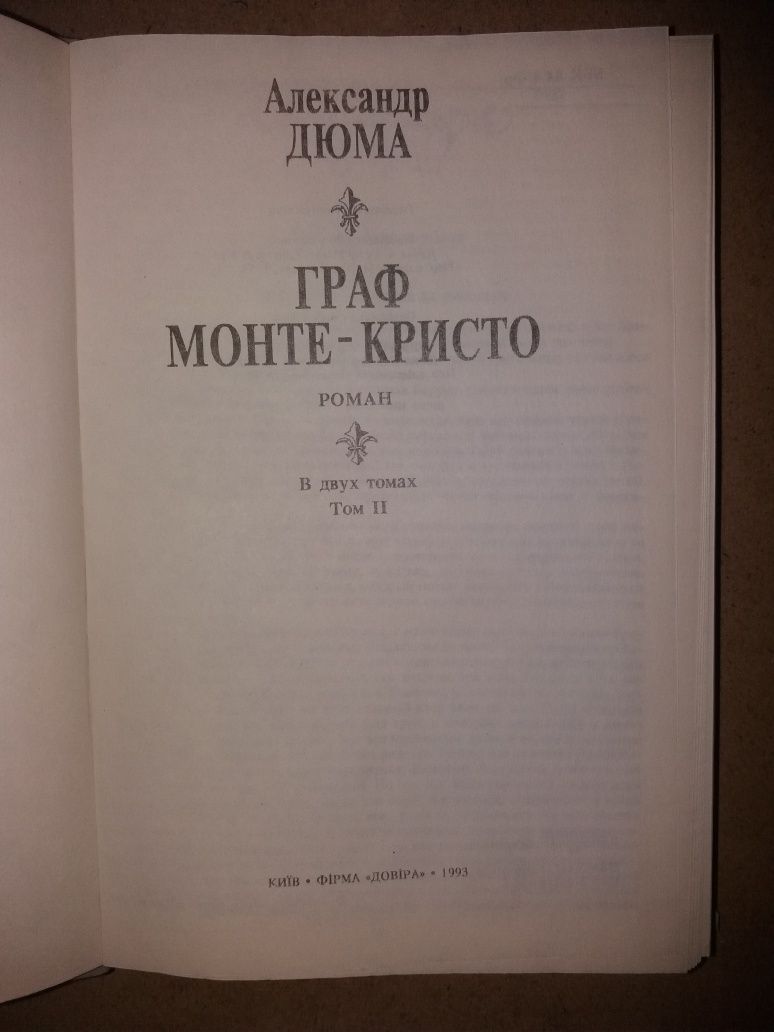 Александр
ДЮМА
ГРАФ
МОНТЕ-КРИСТО
РОМАН
В двух томах
Том II
КИЇВ • ФІРМА «ДОВІРА» • 1993